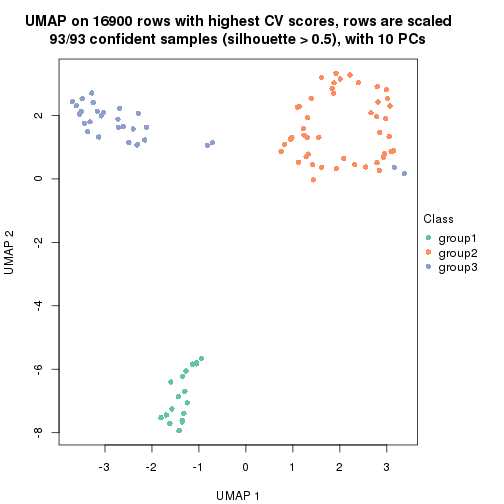 UMAP on 16900 rows with highest CV scores, rows are scaled
93/93 confident samples (silhouette > 0.5), with 10 PCs
2
0
-2
-4
-6
-8
UMAP 2
-3 -2 -1 0 1 2 3
UMAP 1
Class
group1
group2
group3